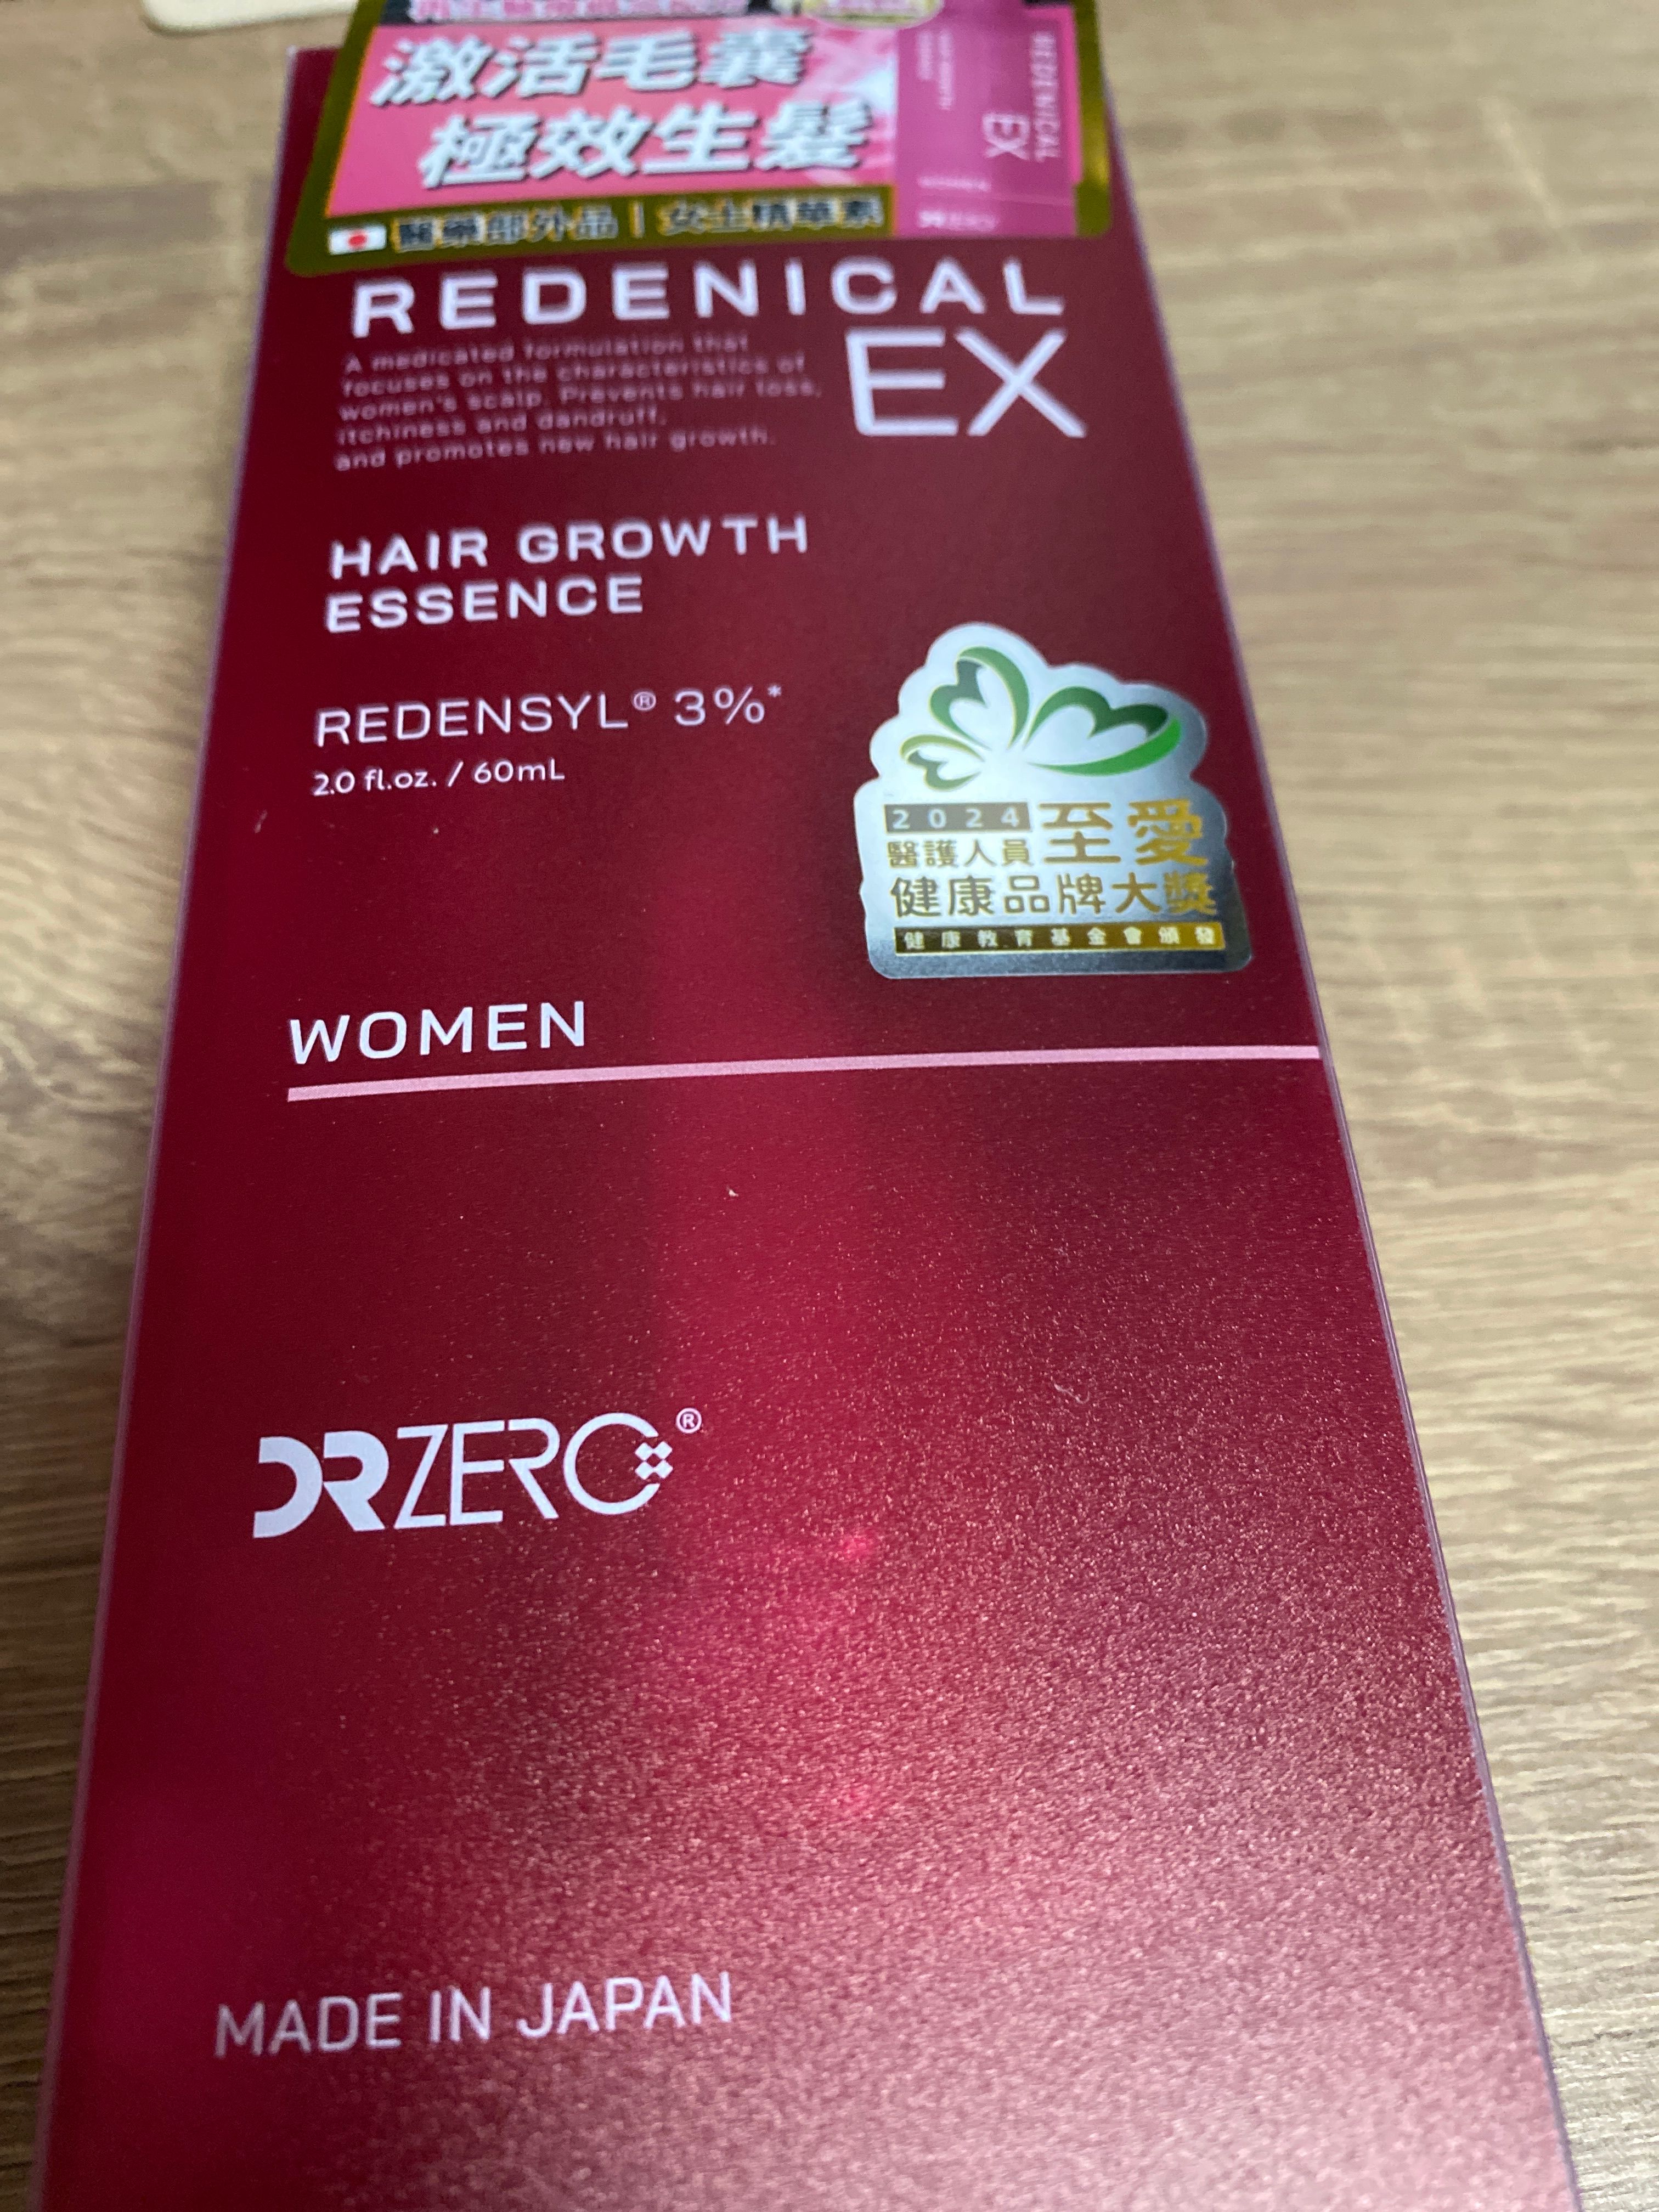 激活毛囊
極效生髮
REDENICAL
EX
醫藥部外品 | 女士精華素
REDENICAL
EX
A medicated formulation that
focuses on the characteristics of
women's scalp. Prevents hair loss,
itchiness and dandruff,
and promotes new hair growth.
HAIR GROWTH
ESSENCE
REDENSYL® 3%*
2.0 fl.oz. / 60mL
2024
醫護人員至愛
健康品牌大獎
健康教育基金會頒發
WOMEN
DRZERO®
MADE IN JAPAN